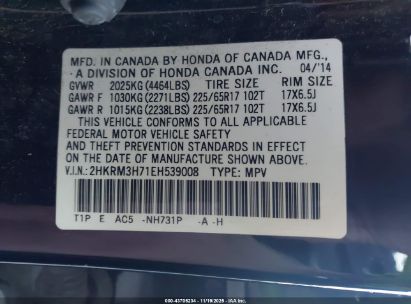 MFD. IN CANADA BY HONDA OF CANADA MFG.,
- A DIVISION OF HONDA CANADA INC. 04/'14
GVWR 2025KG (4464LBS) TIRE SIZE RIM SIZE
GAWR F 1030KG (2271LBS) 225/65R17 102T 17X6.5J
GAWR R 1015KG (2238LBS) 225/65R17 102T 17X6.5J
THIS VEHICLE CONFORMS TO ALL APPLICABLE
FEDERAL MOTOR VEHICLE SAFETY AND
THEFT PREVENTION STANDARDS IN EFFECT ON THE
DATE OF MANUFACTURE SHOWN ABOVE.
V.I.N.: 2HKRM3H71EH539008 TYPE: MPV
T1P E AC5 -NH731P -A -H